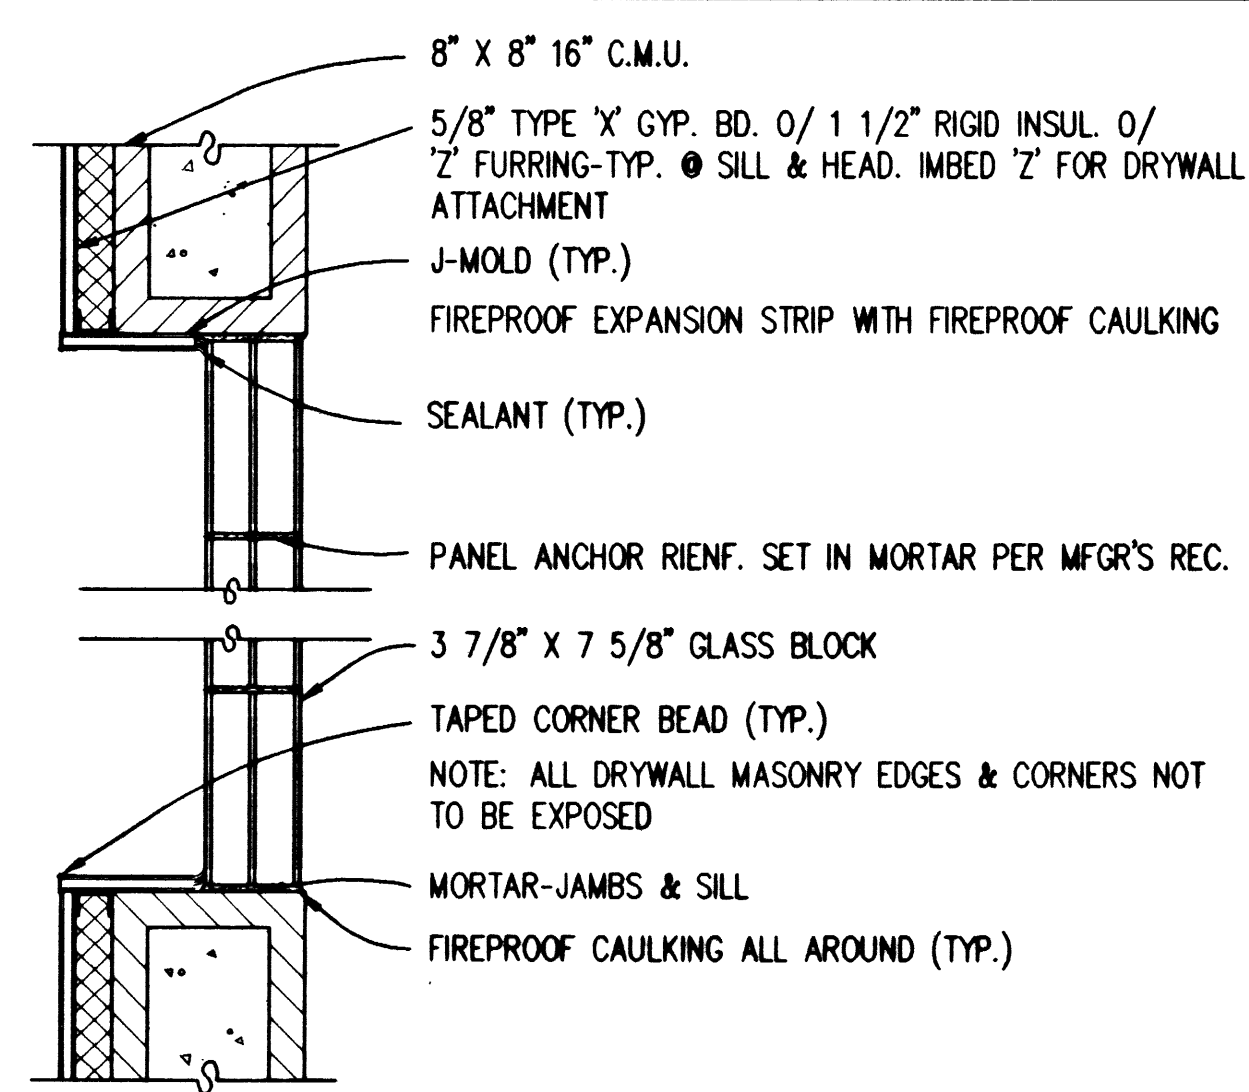 8" X 8" 16" C.M.U.
5/8" TYPE 'X' GYP. BD. O/ 1 1/2" RIGID INSUL. O/
'Z' FURRING-TYP. @ SILL & HEAD. IMBED 'Z' FOR DRYWALL
ATTACHMENT
J-MOLD (TYP.)
FIREPROOF EXPANSION STRIP WITH FIREPROOF CAULKING
SEALANT (TYP.)
PANEL ANCHOR RIENF. SET IN MORTAR PER MFGR'S REC.
3 7/8" X 7 5/8" GLASS BLOCK
TAPED CORNER BEAD (TYP.)
NOTE: ALL DRYWALL MASONRY EDGES & CORNERS NOT
TO BE EXPOSED
MORTAR-JAMBS & SILL
FIREPROOF CAULKING ALL AROUND (TYP.)